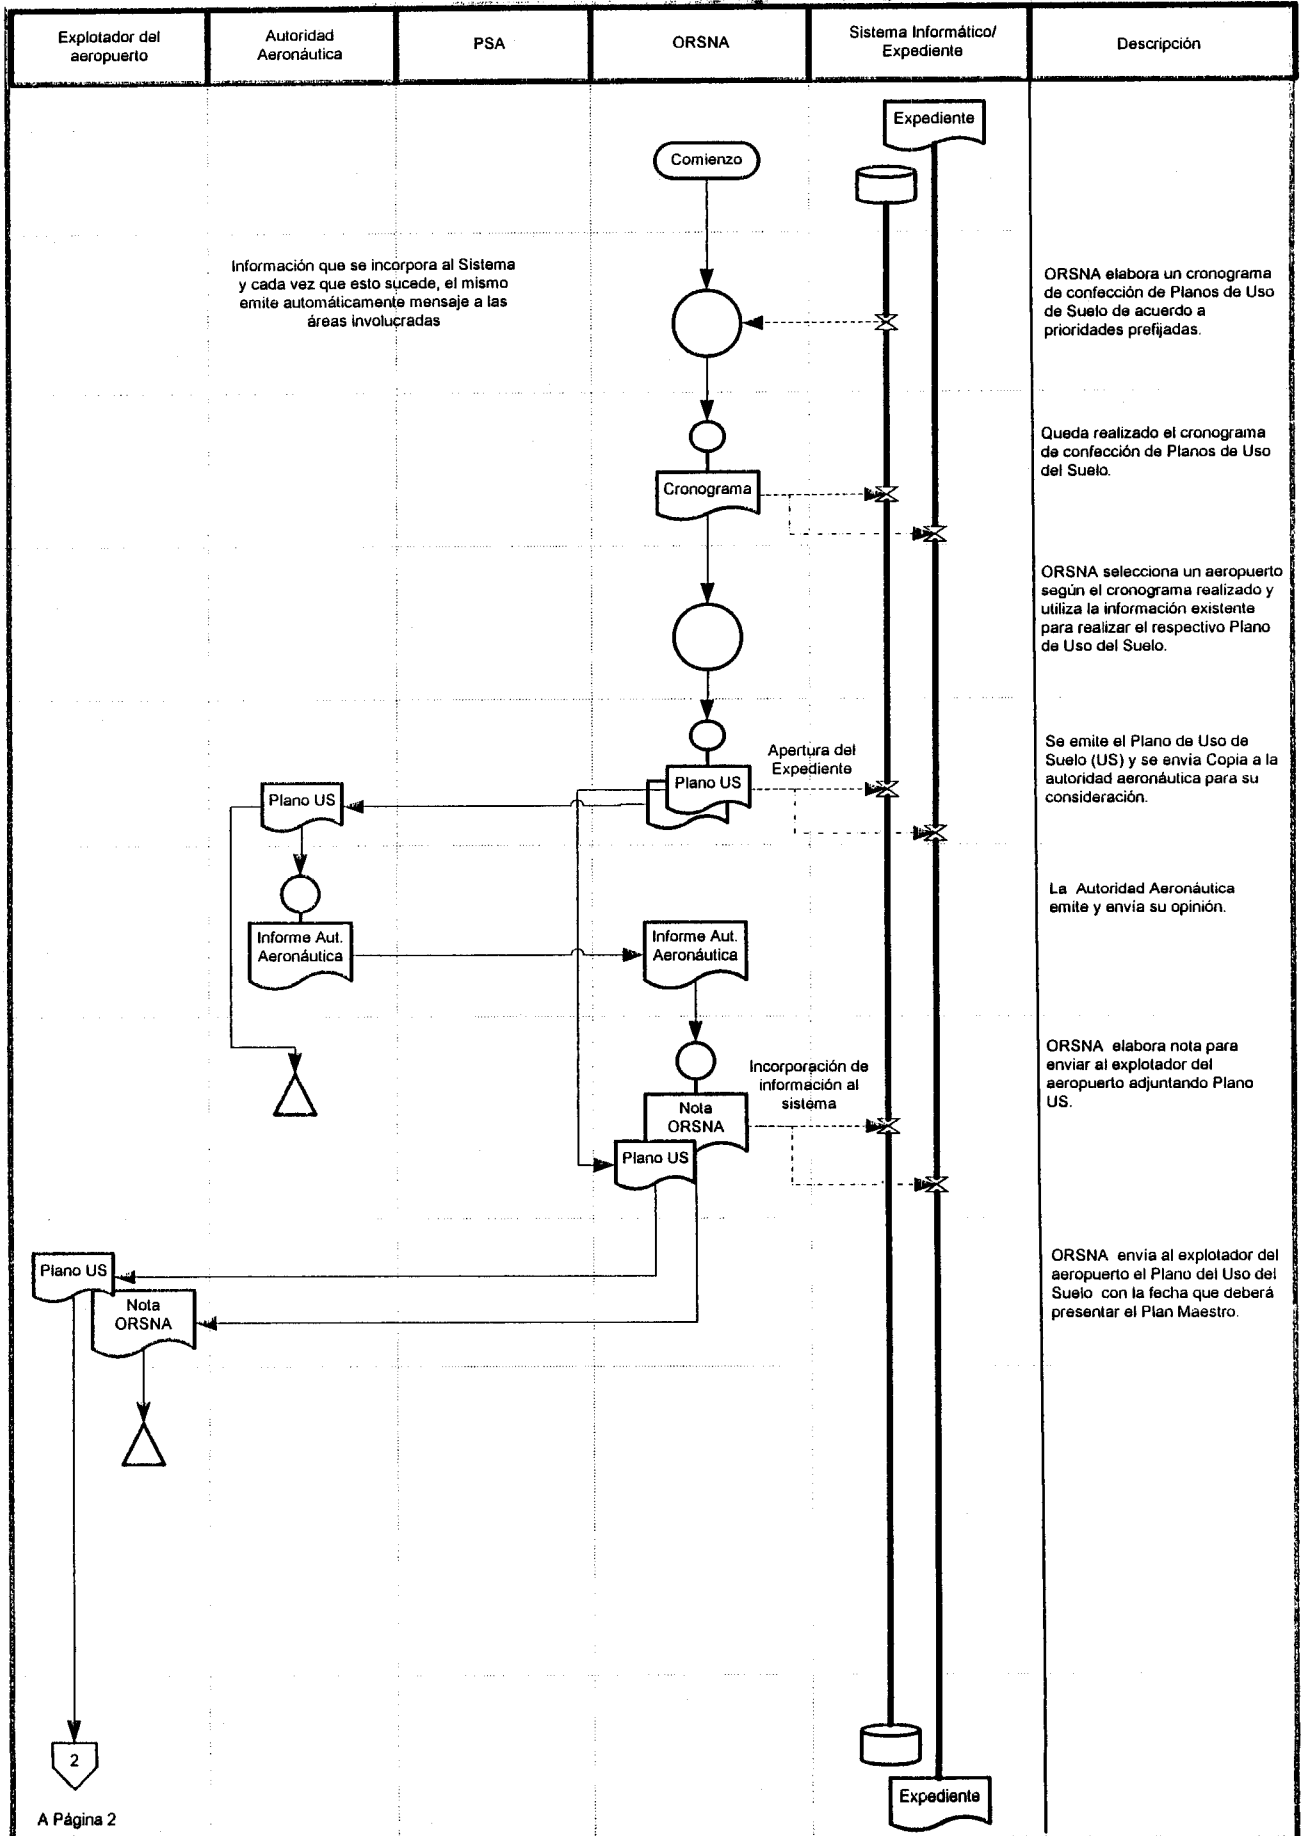 Explotador del
aeropuerto
Autoridad
Aeronáutica
PSA
ORSNA
Sistema Informático/
Expediente
Descripción
Expediente
Comienzo
Información que se incorpora al Sistema
y cada vez que esto sucede, el mismo
emite automáticamente mensaje a las
áreas involucradas
ORSNA elabora un cronograma
de confección de Planos de Uso
de Suelo de acuerdo a
prioridades prefijadas.
Queda realizado el cronograma
de confección de Planos de Uso
del Suelo.
Cronograma
ORSNA selecciona un aeropuerto
según el cronograma realizado y
utiliza la información existente
para realizar el respectivo Plano
de Uso del Suelo.
Apertura del
Expediente
Plano US
Plano US
Se emite el Plano de Uso de
Suelo (US) y se envia Copia a la
autoridad aeronáutica para su
consideración.
La Autoridad Aeronáutica
emite y envía su opinión.
Informe Aut.
Aeronáutica
Informe Aut.
Aeronáutica
ORSNA elabora nota para
enviar al explotador del
aeropuerto adjuntando Plano
US.
Incorporación de
información al
sistema
Nota
ORSNA
Plano US
ORSNA envia al explotador del
aeropuerto el Plano del Uso del
Suelo con la fecha que deberá
presentar el Plan Maestro.
Plano US
Nota
ORSNA
2
A Página 2
Expediente